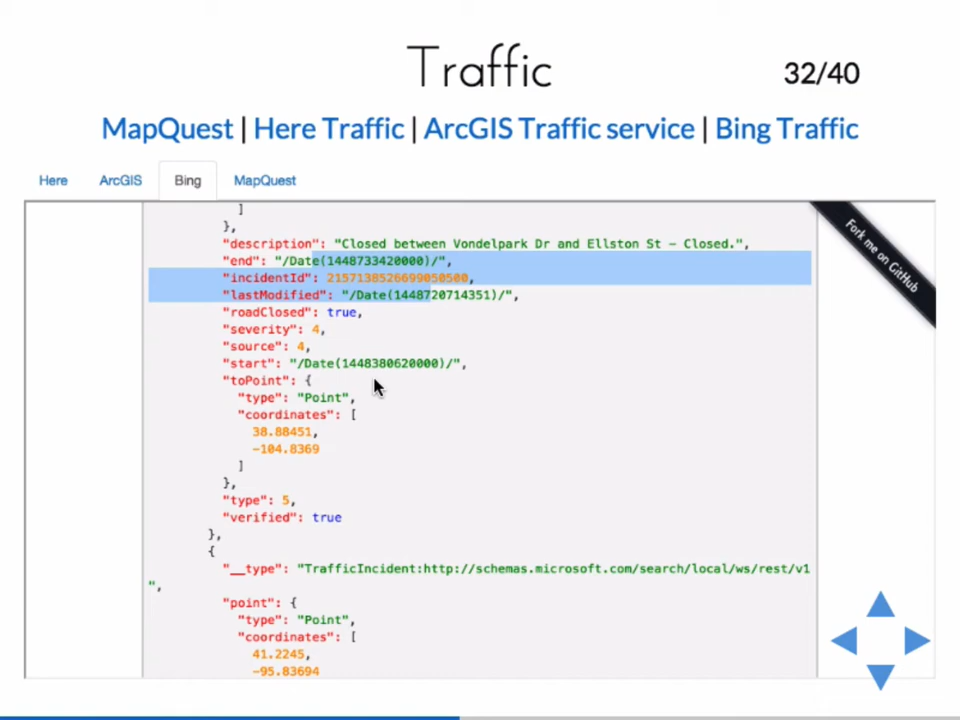 Traffic
32/40
MapQuest | Here Traffic | ArcGIS Traffic service | Bing Traffic
Here ArcGIS Bing MapQuest
Fork me on GitHub
]
},
"description": "Closed between Vondelpark Dr and Ellston St - Closed.",
"end": "/Date(1448733420000)/",
"incidentId": 2157138526699050500,
"lastModified": "/Date(1448720714351)/",
"roadClosed": true,
"severity": 4,
"source": 4,
"start": "/Date(1448380620000)/",
"toPoint": {
"type": "Point",
"coordinates": [
38.88451,
-104.8369
]
},
"type": 5,
"verified": true
},
{
"__type": "TrafficIncident:http://schemas.microsoft.com/search/local/ws/rest/v1
",
"point": {
"type": "Point",
"coordinates": [
41.2245,
-95.83694